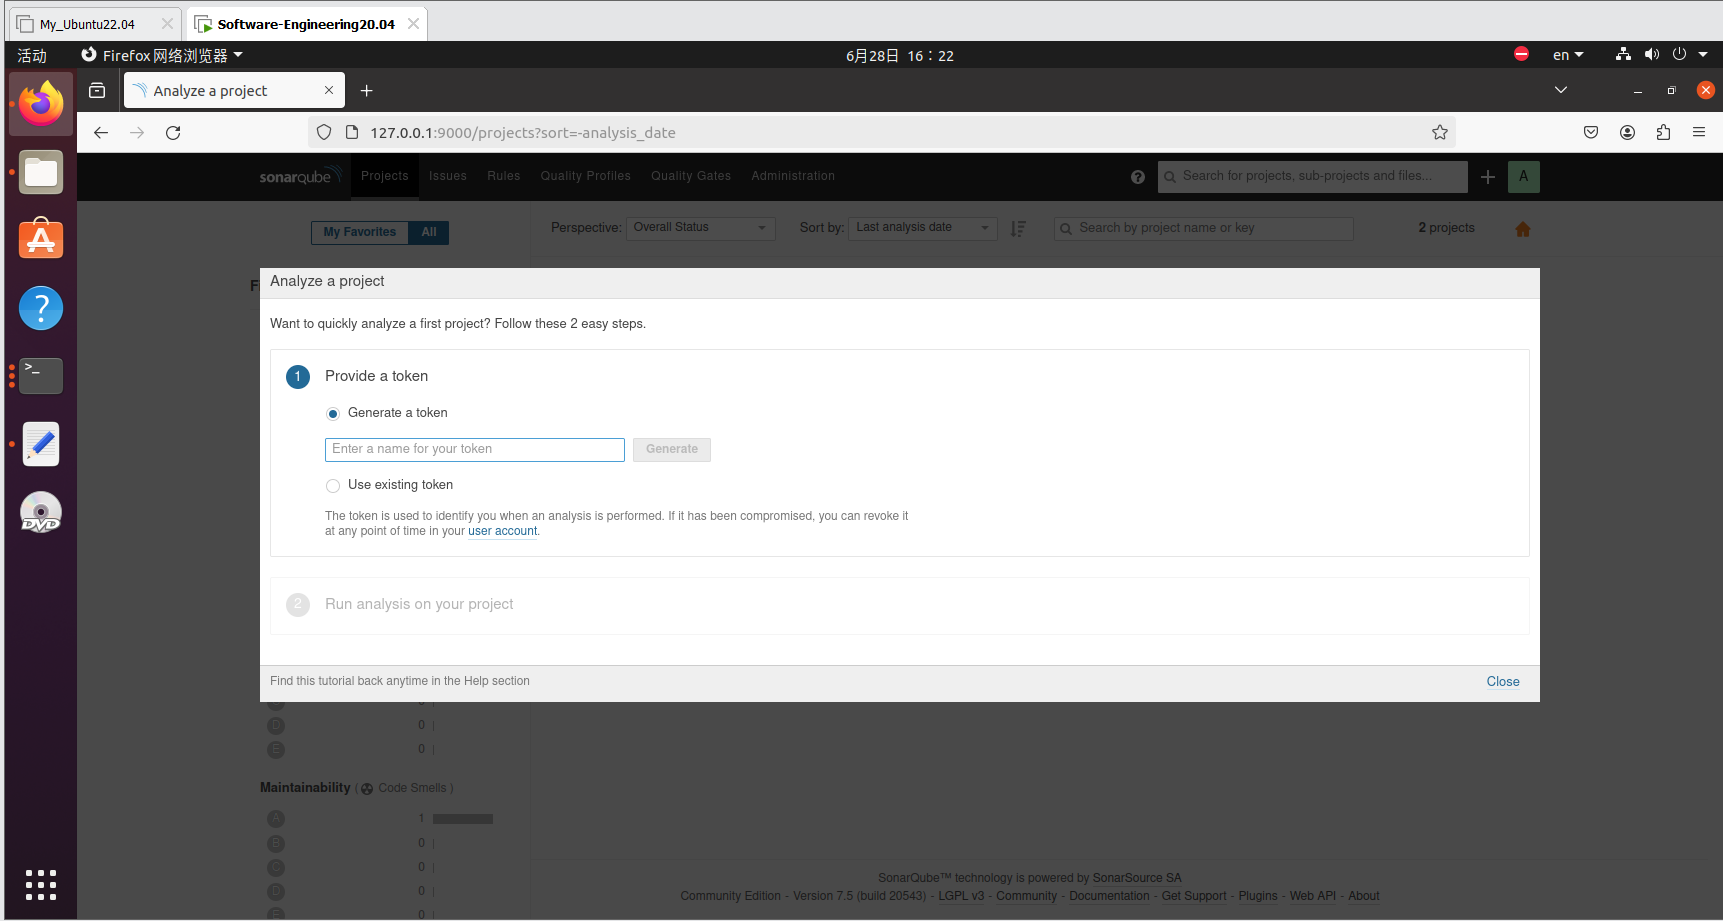 My_Ubuntu22.04
Software-Engineering20.04
活动
Firefox 网络浏览器
6月28日 16：22
en
Analyze a project
127.0.0.1:9000/projects?sort=-analysis_date
sonarqube
Projects
Issues
Rules
Quality Profiles
Quality Gates
Administration
Search for projects, sub-projects and files...
A
My Favorites
All
Perspective:
Overall Status
Sort by:
Last analysis date
Search by project name or key
2 projects
Analyze a project
Want to quickly analyze a first project? Follow these 2 easy steps.
1
Provide a token
Generate a token
Enter a name for your token
Generate
Use existing token
The token is used to identify you when an analysis is performed. If it has been compromised, you can revoke it
at any point of time in your user account.
2
Run analysis on your project
Find this tutorial back anytime in the Help section
Close
D 0
E 0
Maintainability ( Code Smells )
A 1
B 0
C 0
D 0
E 0
DVD
SonarQube™ technology is powered by SonarSource SA
Community Edition - Version 7.5 (build 20543) - LGPL v3 - Community - Documentation - Get Support - Plugins - Web API - About